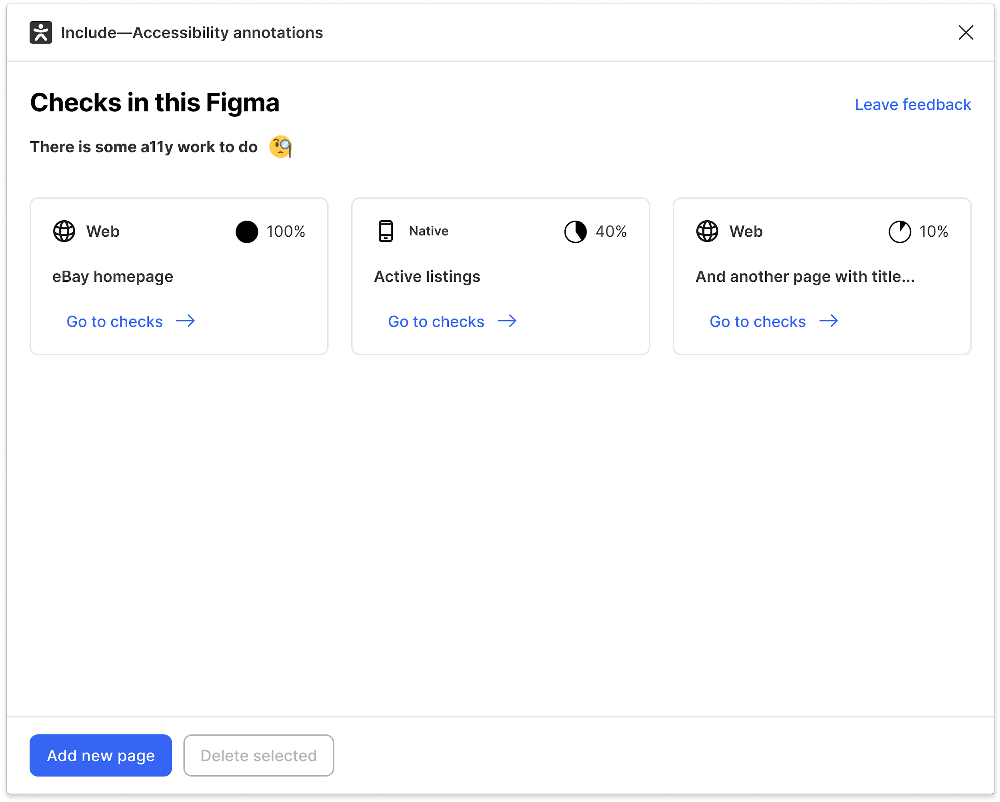 Include—Accessibility annotations
Checks in this Figma
Leave feedback
There is some a11y work to do
Web
100%
eBay homepage
Go to checks
Native
40%
Active listings
Go to checks
Web
10%
And another page with title...
Go to checks
Add new page
Delete selected